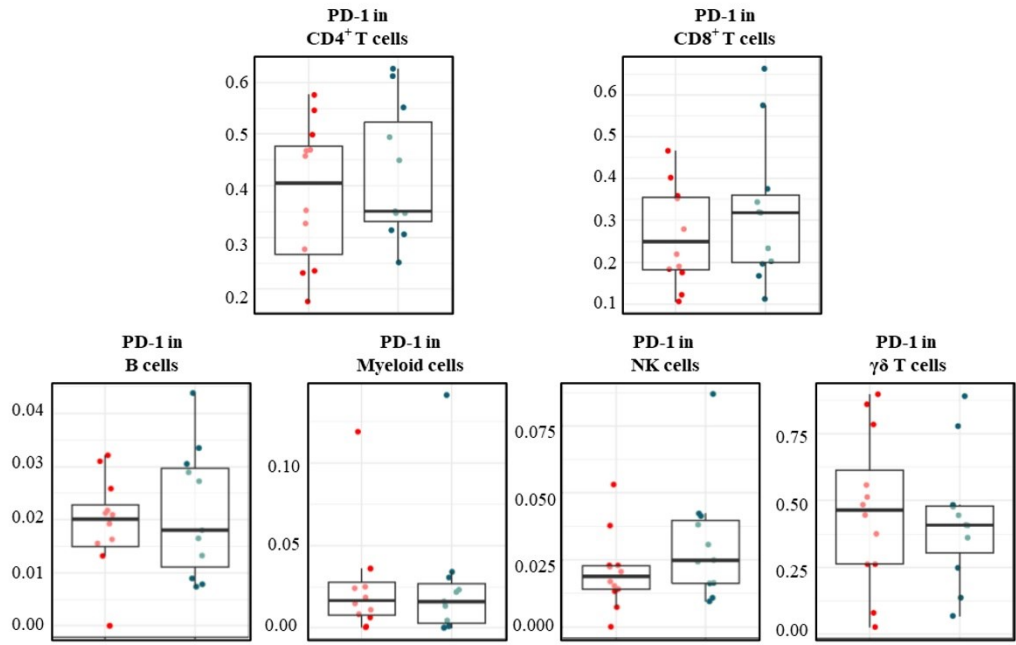 PD-1 in
CD4⁺ T cells
PD-1 in
CD8⁺ T cells
0.6
0.5
0.4
0.3
0.2
0.6
0.5
0.4
0.3
0.2
0.1
PD-1 in
B cells
PD-1 in
Myeloid cells
PD-1 in
NK cells
PD-1 in
γδ T cells
0.04
0.03
0.02
0.01
0.00
0.10
0.05
0.00
0.075
0.050
0.025
0.000
0.75
0.50
0.25
0.00